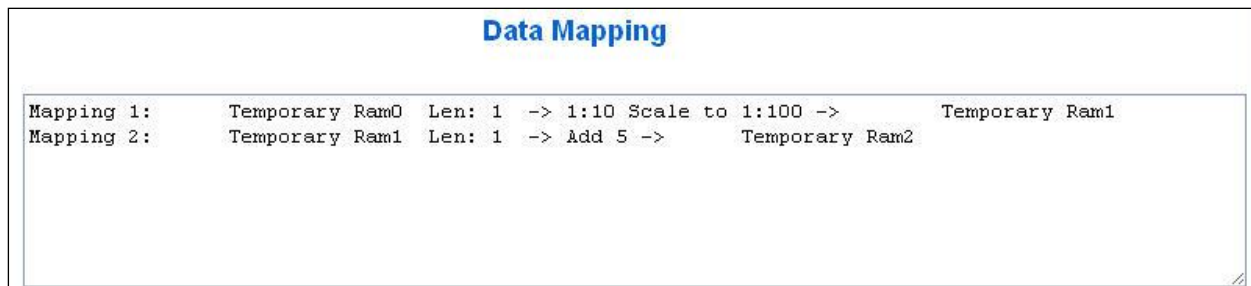 Data Mapping
Mapping 1: Temporary Ram0 Len: 1 -> 1:10 Scale to 1:100 -> Temporary Ram1
Mapping 2: Temporary Ram1 Len: 1 -> Add 5 -> Temporary Ram2